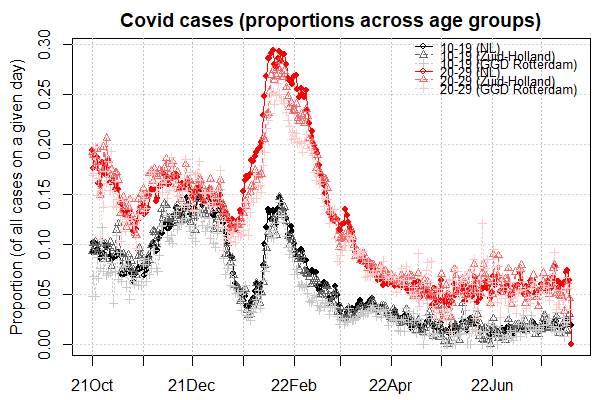 Covid cases (proportions across age groups)
Proportion (of all cases on a given day)
0.30
0.25
0.20
0.15
0.10
0.05
0.00
10-19 (NL)
10-19 (Zuid-Holland)
10-19 (GGD Rotterdam)
20-29 (NL)
20-29 (Zuid-Holland)
20-29 (GGD Rotterdam)
21Oct 21Dec 22Feb 22Apr 22Jun